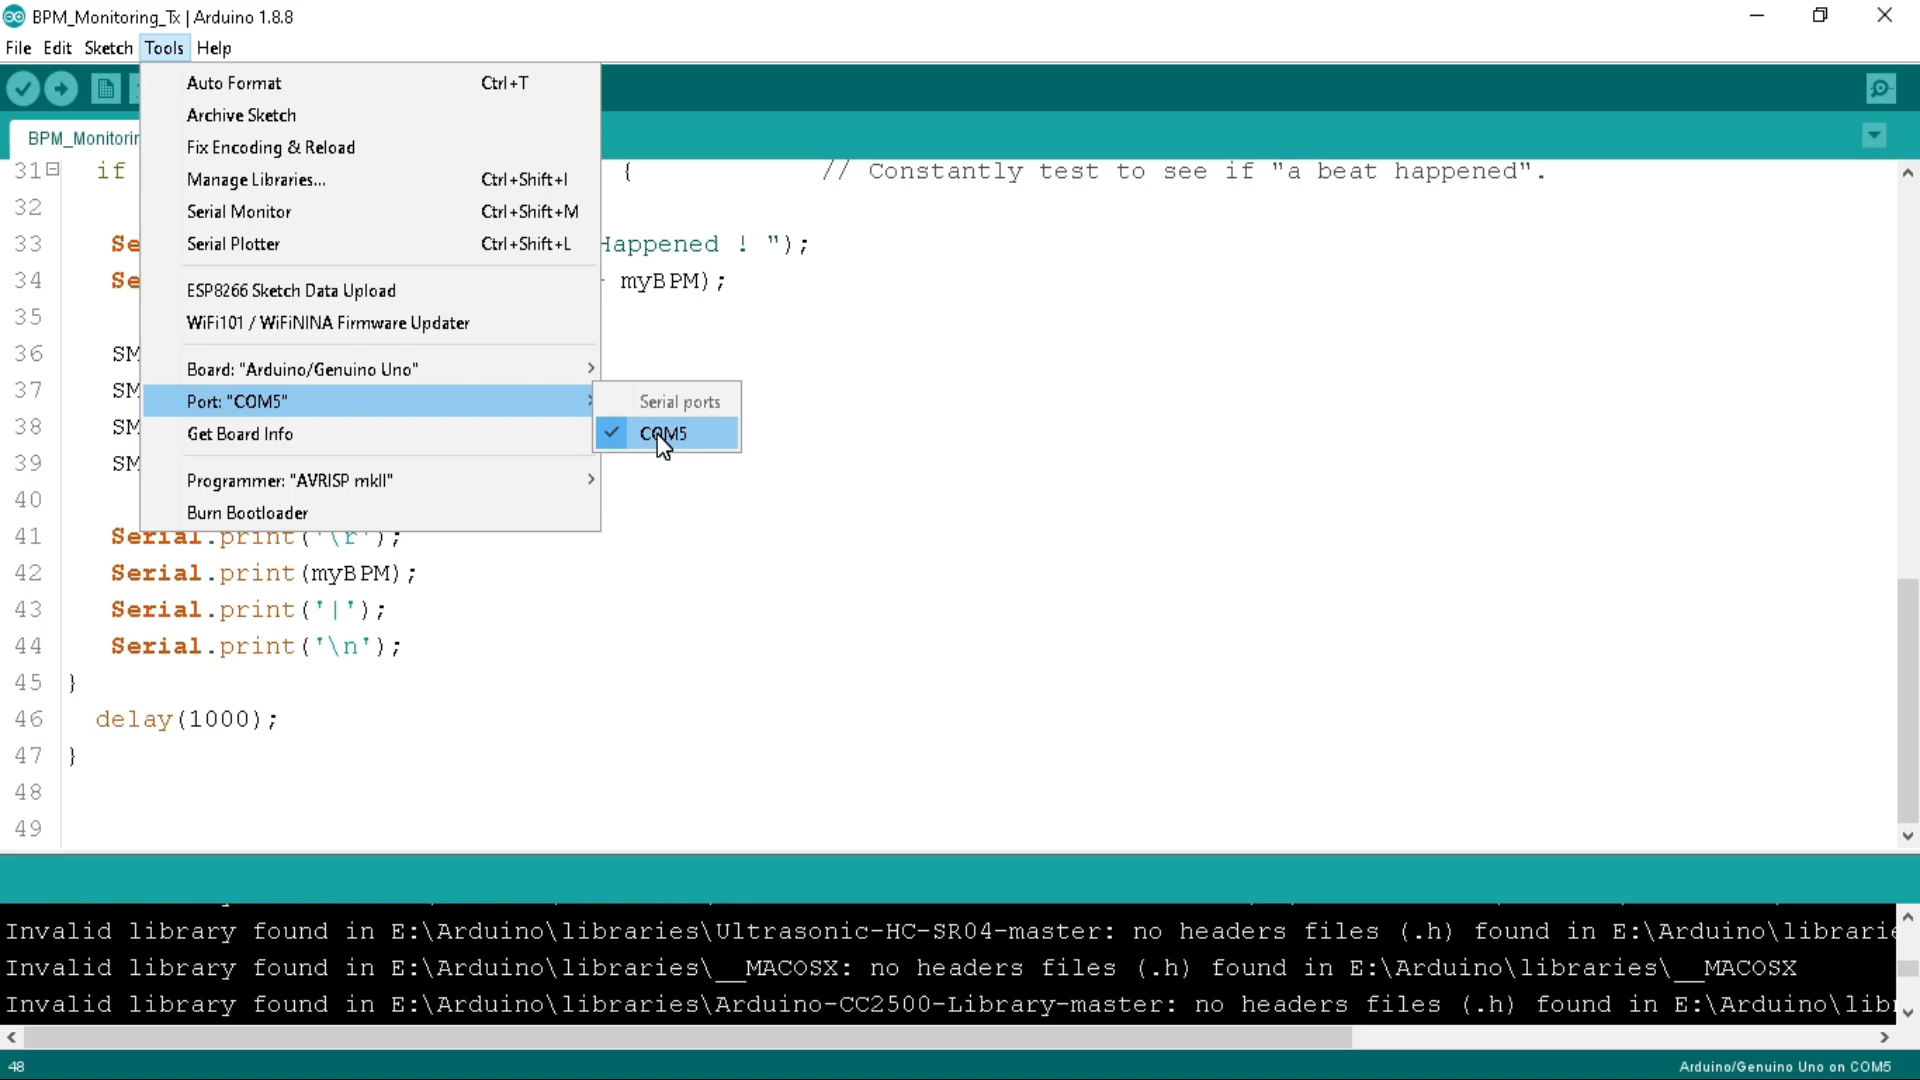 BPM_Monitoring_Tx | Arduino 1.8.8
File Edit Sketch Tools Help
Auto Format Ctrl+T
Archive Sketch
Fix Encoding & Reload
Manage Libraries... Ctrl+Shift+I
Serial Monitor Ctrl+Shift+M
Serial Plotter Ctrl+Shift+L
ESP8266 Sketch Data Upload
WiFi101 / WiFiNINA Firmware Updater
Board: "Arduino/Genuino Uno"
Port: "COM5"
Get Board Info
Programmer: "AVRISP mkII"
Burn Bootloader
Serial ports
COM5
BPM_Monitorin
31 if { // Constantly test to see if "a beat happened".
32
33 Se Happened ! ");
34 Se myBPM);
35
36 SM
37 SM
38 SM
39 SM
40
41 Serial.print('\r');
42 Serial.print(myBPM);
43 Serial.print('|');
44 Serial.print('\n');
45 }
46 delay(1000);
47 }
48
49
Invalid library found in E:\Arduino\libraries\Ultrasonic-HC-SR04-master: no headers files (.h) found in E:\Arduino\librarie
Invalid library found in E:\Arduino\libraries\__MACOSX: no headers files (.h) found in E:\Arduino\libraries\__MACOSX
Invalid library found in E:\Arduino\libraries\Arduino-CC2500-Library-master: no headers files (.h) found in E:\Arduino\lib
48 Arduino/Genuino Uno on COM5